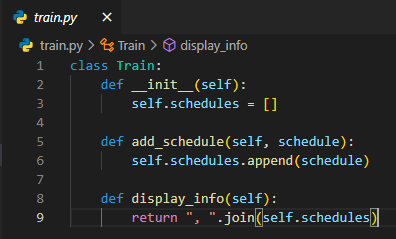 train.py ×
train.py > Train > display_info
1 class Train:
2     def __init__(self):
3         self.schedules = []
4
5     def add_schedule(self, schedule):
6         self.schedules.append(schedule)
7
8     def display_info(self):
9         return ", ".join(self.schedules)